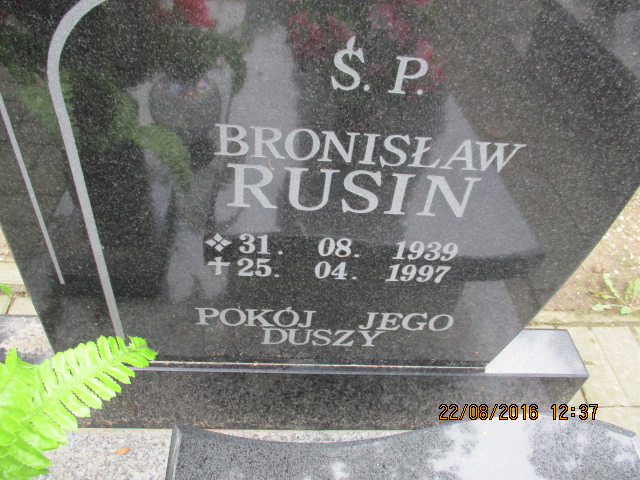 Ś. P.
BRONISŁAW
RUSIN
31. 08. 1939
25. 04. 1997
POKÓJ JEGO
DUSZY
22/08/2016 12:37